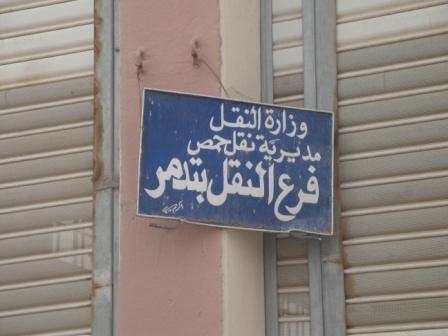 وزارة النقل
مديرية نقل حمص
فرع النقل بتدمر